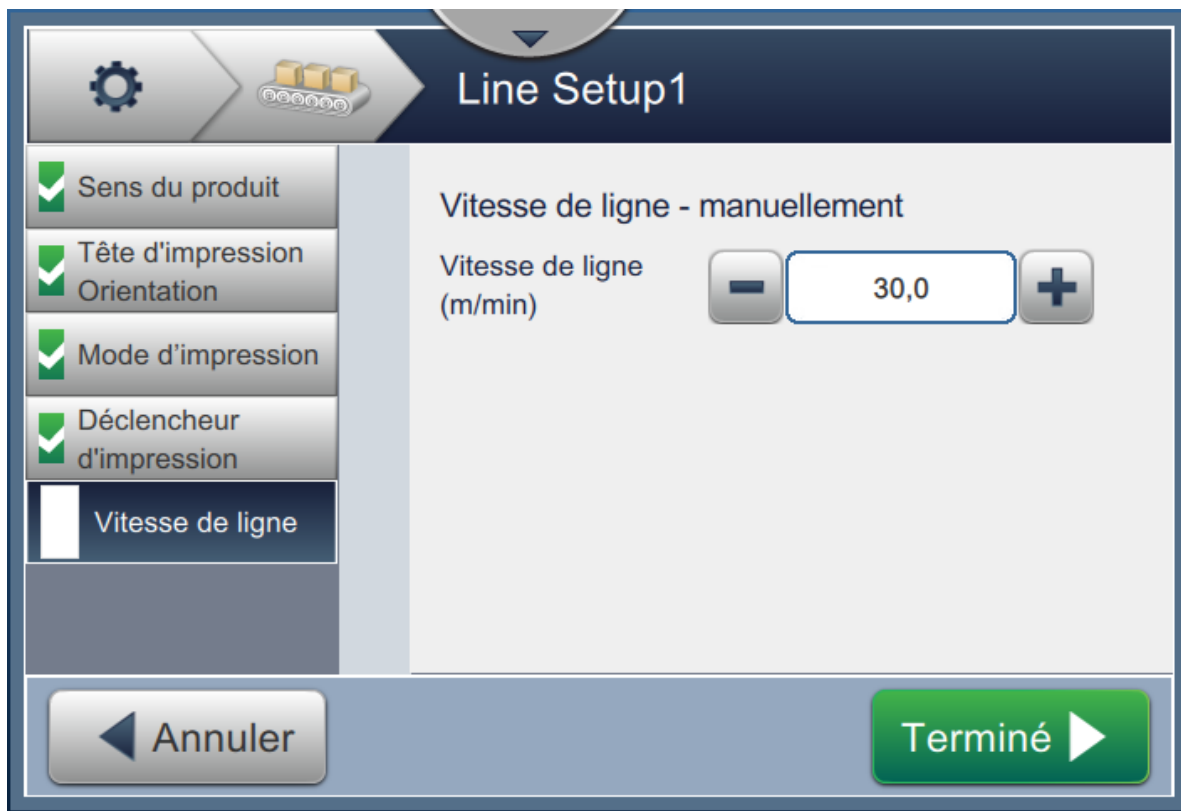 Line Setup1
Sens du produit
Tête d'impression
Orientation
Mode d’impression
Déclencheur
d'impression
Vitesse de ligne
Vitesse de ligne - manuellement
Vitesse de ligne
(m/min)
30,0
Annuler
Terminé